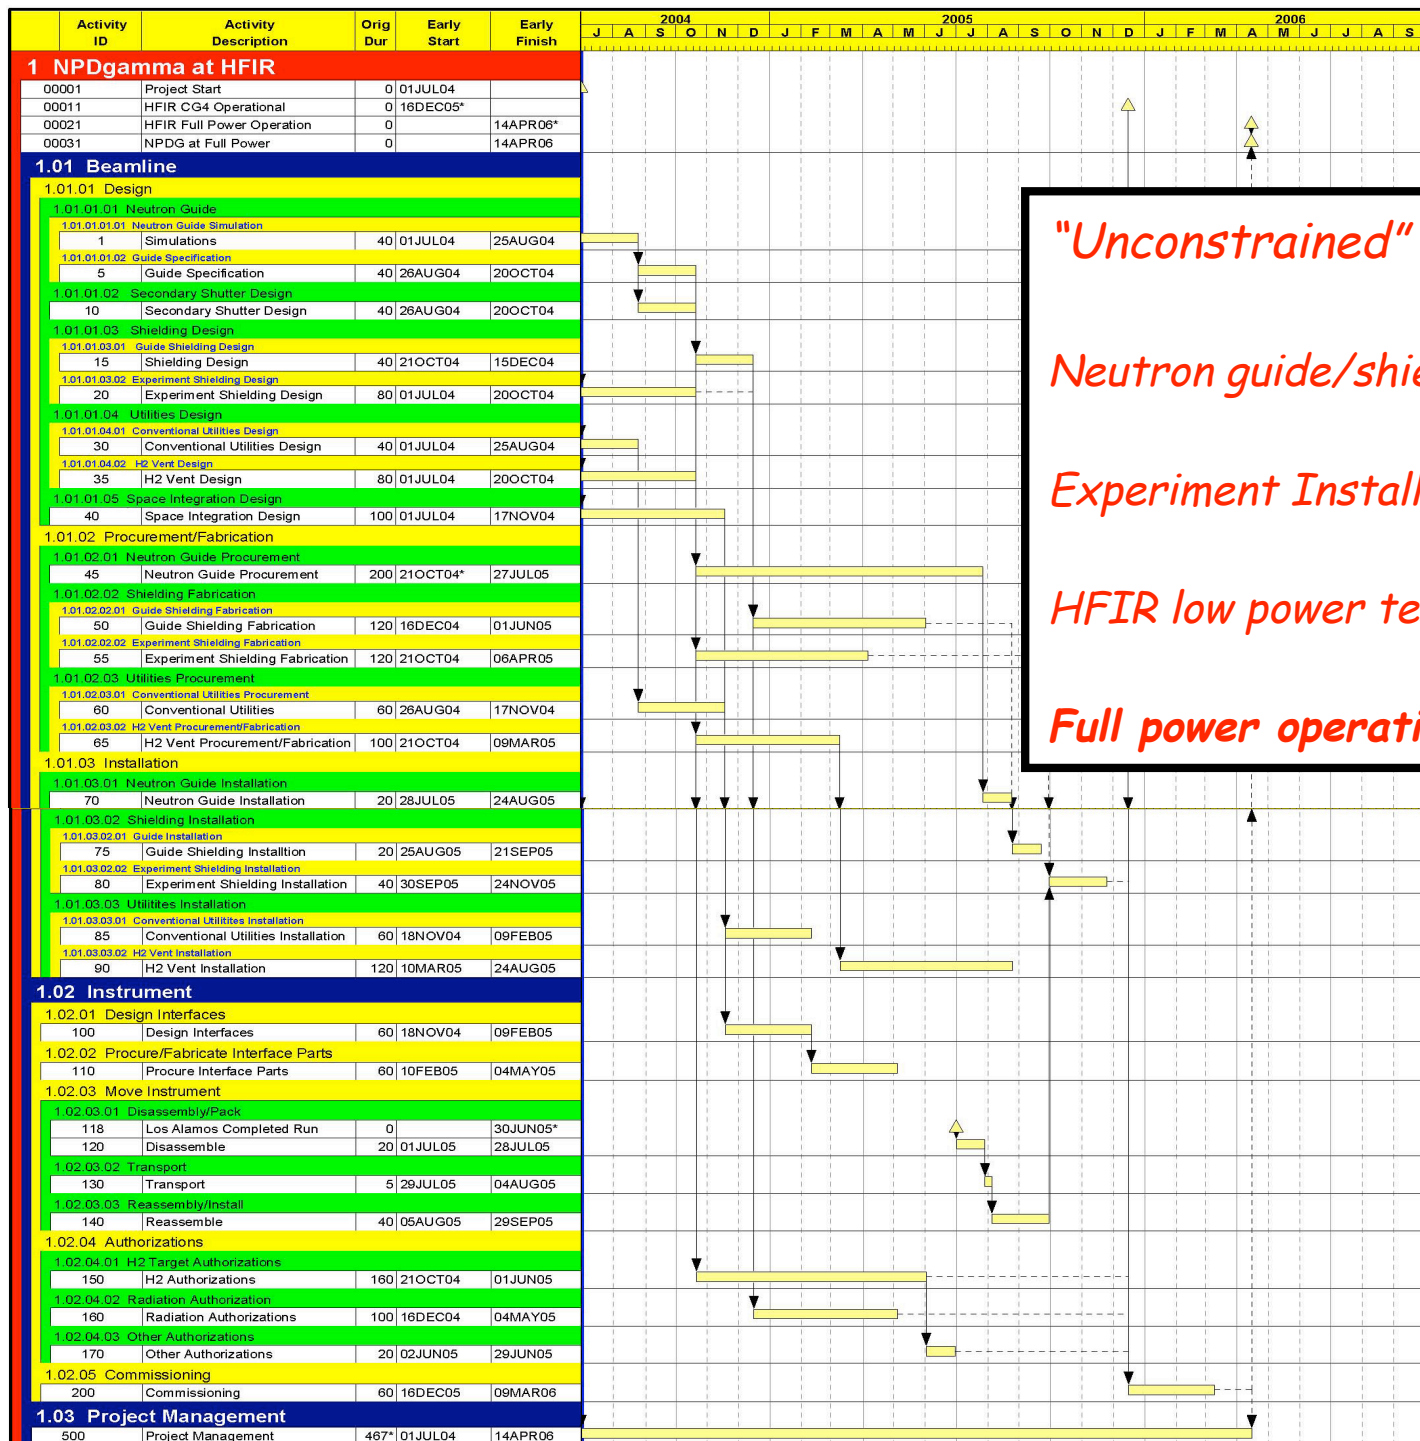 2004 2005 2006
Activity ID Activity Description Orig Dur Early Start Early Finish J A S O N D J F M A M J J A S O N D J F M A M J J A S
1 NPDgamma at HFIR
00001 Project Start 0 01JUL04
00011 HFIR CG4 Operational 0 16DEC05*
00021 HFIR Full Power Operation 0 14APR06*
00031 NPDG at Full Power 0 14APR06
1.01 Beamline
1.01.01 Design
1.01.01.01 Neutron Guide
1.01.01.01.01 Neutron Guide Simulation
1 Simulations 40 01JUL04 25AUG04
"Unconstrained"
1.01.01.01.02 Guide Specification
5 Guide Specification 40 26AUG04 20OCT04
1.01.01.02 Secondary Shutter Design
10 Secondary Shutter Design 40 26AUG04 20OCT04
1.01.01.03 Shielding Design
1.01.01.03.01 Guide Shielding Design
15 Shielding Design 40 21OCT04 15DEC04
Neutron guide/shie
1.01.01.03.02 Experiment Shielding Design
20 Experiment Shielding Design 80 01JUL04 20OCT04
1.01.01.04 Utilities Design
1.01.01.04.01 Conventional Utilities Design
30 Conventional Utilities Design 40 01JUL04 25AUG04
1.01.01.04.02 H2 Vent Design
35 H2 Vent Design 80 01JUL04 20OCT04
Experiment Install
1.01.01.05 Space Integration Design
40 Space Integration Design 100 01JUL04 17NOV04
1.01.02 Procurement/Fabrication
1.01.02.01 Neutron Guide Procurement
45 Neutron Guide Procurement 200 21OCT04* 27JUL05
1.01.02.02 Shielding Fabrication
1.01.02.02.01 Guide Shielding Fabrication
HFIR low power te
50 Guide Shielding Fabrication 120 16DEC04 01JUN05
1.01.02.02.02 Experiment Shielding Fabrication
55 Experiment Shielding Fabrication 120 21OCT04 06APR05
1.01.02.03 Utilities Procurement
1.01.02.03.01 Conventional Utilities Procurement
60 Conventional Utilities 60 26AUG04 17NOV04
1.01.02.03.02 H2 Vent Procurement/Fabrication
Full power operati
65 H2 Vent Procurement/Fabrication 100 21OCT04 09MAR05
1.01.03 Installation
1.01.03.01 Neutron Guide Installation
70 Neutron Guide Installation 20 28JUL05 24AUG05
1.01.03.02 Shielding Installation
1.01.03.02.01 Guide Installation
75 Guide Shielding Installtion 20 25AUG05 21SEP05
1.01.03.02.02 Experiment Shielding Installation
80 Experiment Shielding Installation 40 30SEP05 24NOV05
1.01.03.03 Utilitites Installation
1.01.03.03.01 Conventional Utilitites Installation
85 Conventional Utilities Installation 60 18NOV04 09FEB05
1.01.03.03.02 H2 Vent Installation
90 H2 Vent Installation 120 10MAR05 24AUG05
1.02 Instrument
1.02.01 Design Interfaces
100 Design Interfaces 60 18NOV04 09FEB05
1.02.02 Procure/Fabricate Interface Parts
110 Procure Interface Parts 60 10FEB05 04MAY05
1.02.03 Move Instrument
1.02.03.01 Disassembly/Pack
118 Los Alamos Completed Run 0 30JUN05*
120 Disassemble 20 01JUL05 28JUL05
1.02.03.02 Transport
130 Transport 5 29JUL05 04AUG05
1.02.03.03 Reassembly/Install
140 Reassemble 40 05AUG05 29SEP05
1.02.04 Authorizations
1.02.04.01 H2 Target Authorizations
150 H2 Authorizations 160 21OCT04 01JUN05
1.02.04.02 Radiation Authorization
160 Radiation Authorizations 100 16DEC04 04MAY05
1.02.04.03 Other Authorizations
170 Other Authorizations 20 02JUN05 29JUN05
1.02.05 Commissioning
200 Commissioning 60 16DEC05 09MAR06
1.03 Project Management
500 Project Management 467* 01JUL04 14APR06